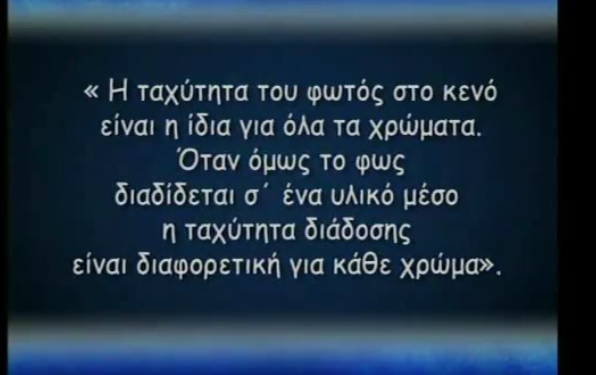 « Η ταχύτητα του φωτός στο κενό
είναι η ίδια για όλα τα χρώματα.
Όταν όμως το φως
διαδίδεται σ΄ ένα υλικό μέσο
η ταχύτητα διάδοσης
είναι διαφορετική για κάθε χρώμα».